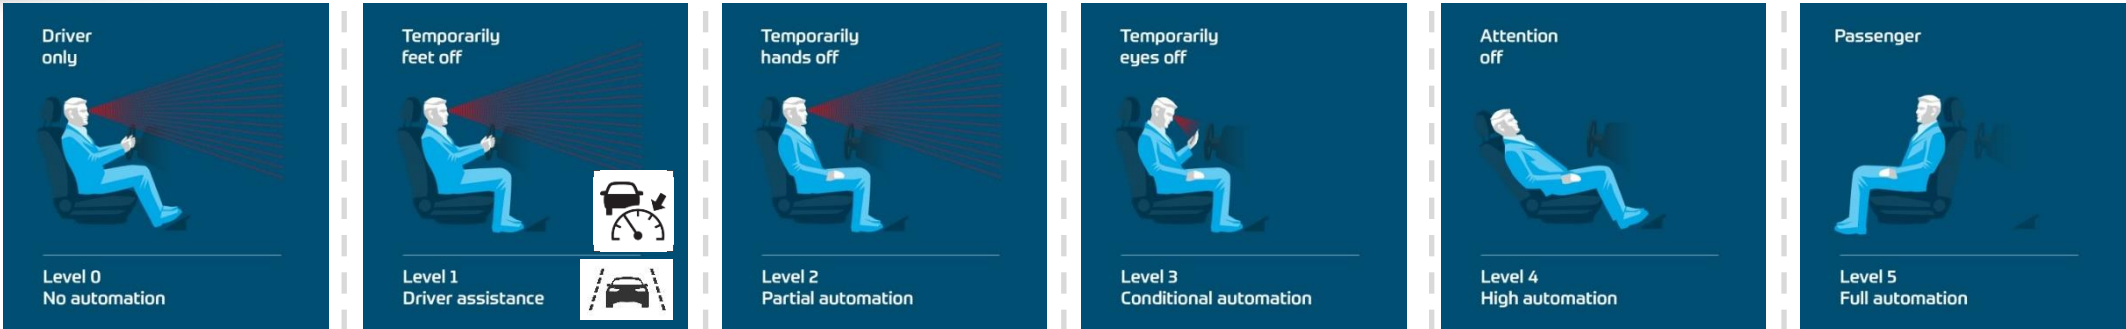 Driver
only
Level 0
No automation
Temporarily
feet off
Level 1
Driver assistance
Temporarily
hands off
Level 2
Partial automation
Temporarily
eyes off
Level 3
Conditional automation
Attention
off
Level 4
High automation
Passenger
Level 5
Full automation